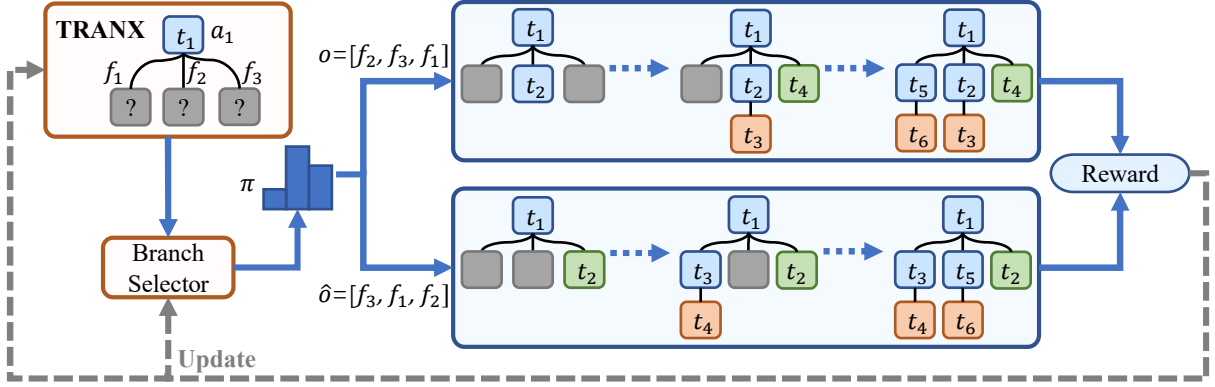 TRANX
t₁ a₁
f₁ f₂ f₃
? ? ?
Branch
Selector
π
o=[f₂, f₃, f₁]
t₁
t₂
t₁
t₂ t₄
t₃
t₁
t₅ t₂ t₄
t₆ t₃
ô=[f₃, f₁, f₂]
t₁
t₂
t₁
t₃ t₂
t₄
t₁
t₃ t₅ t₂
t₄ t₆
Reward
Update